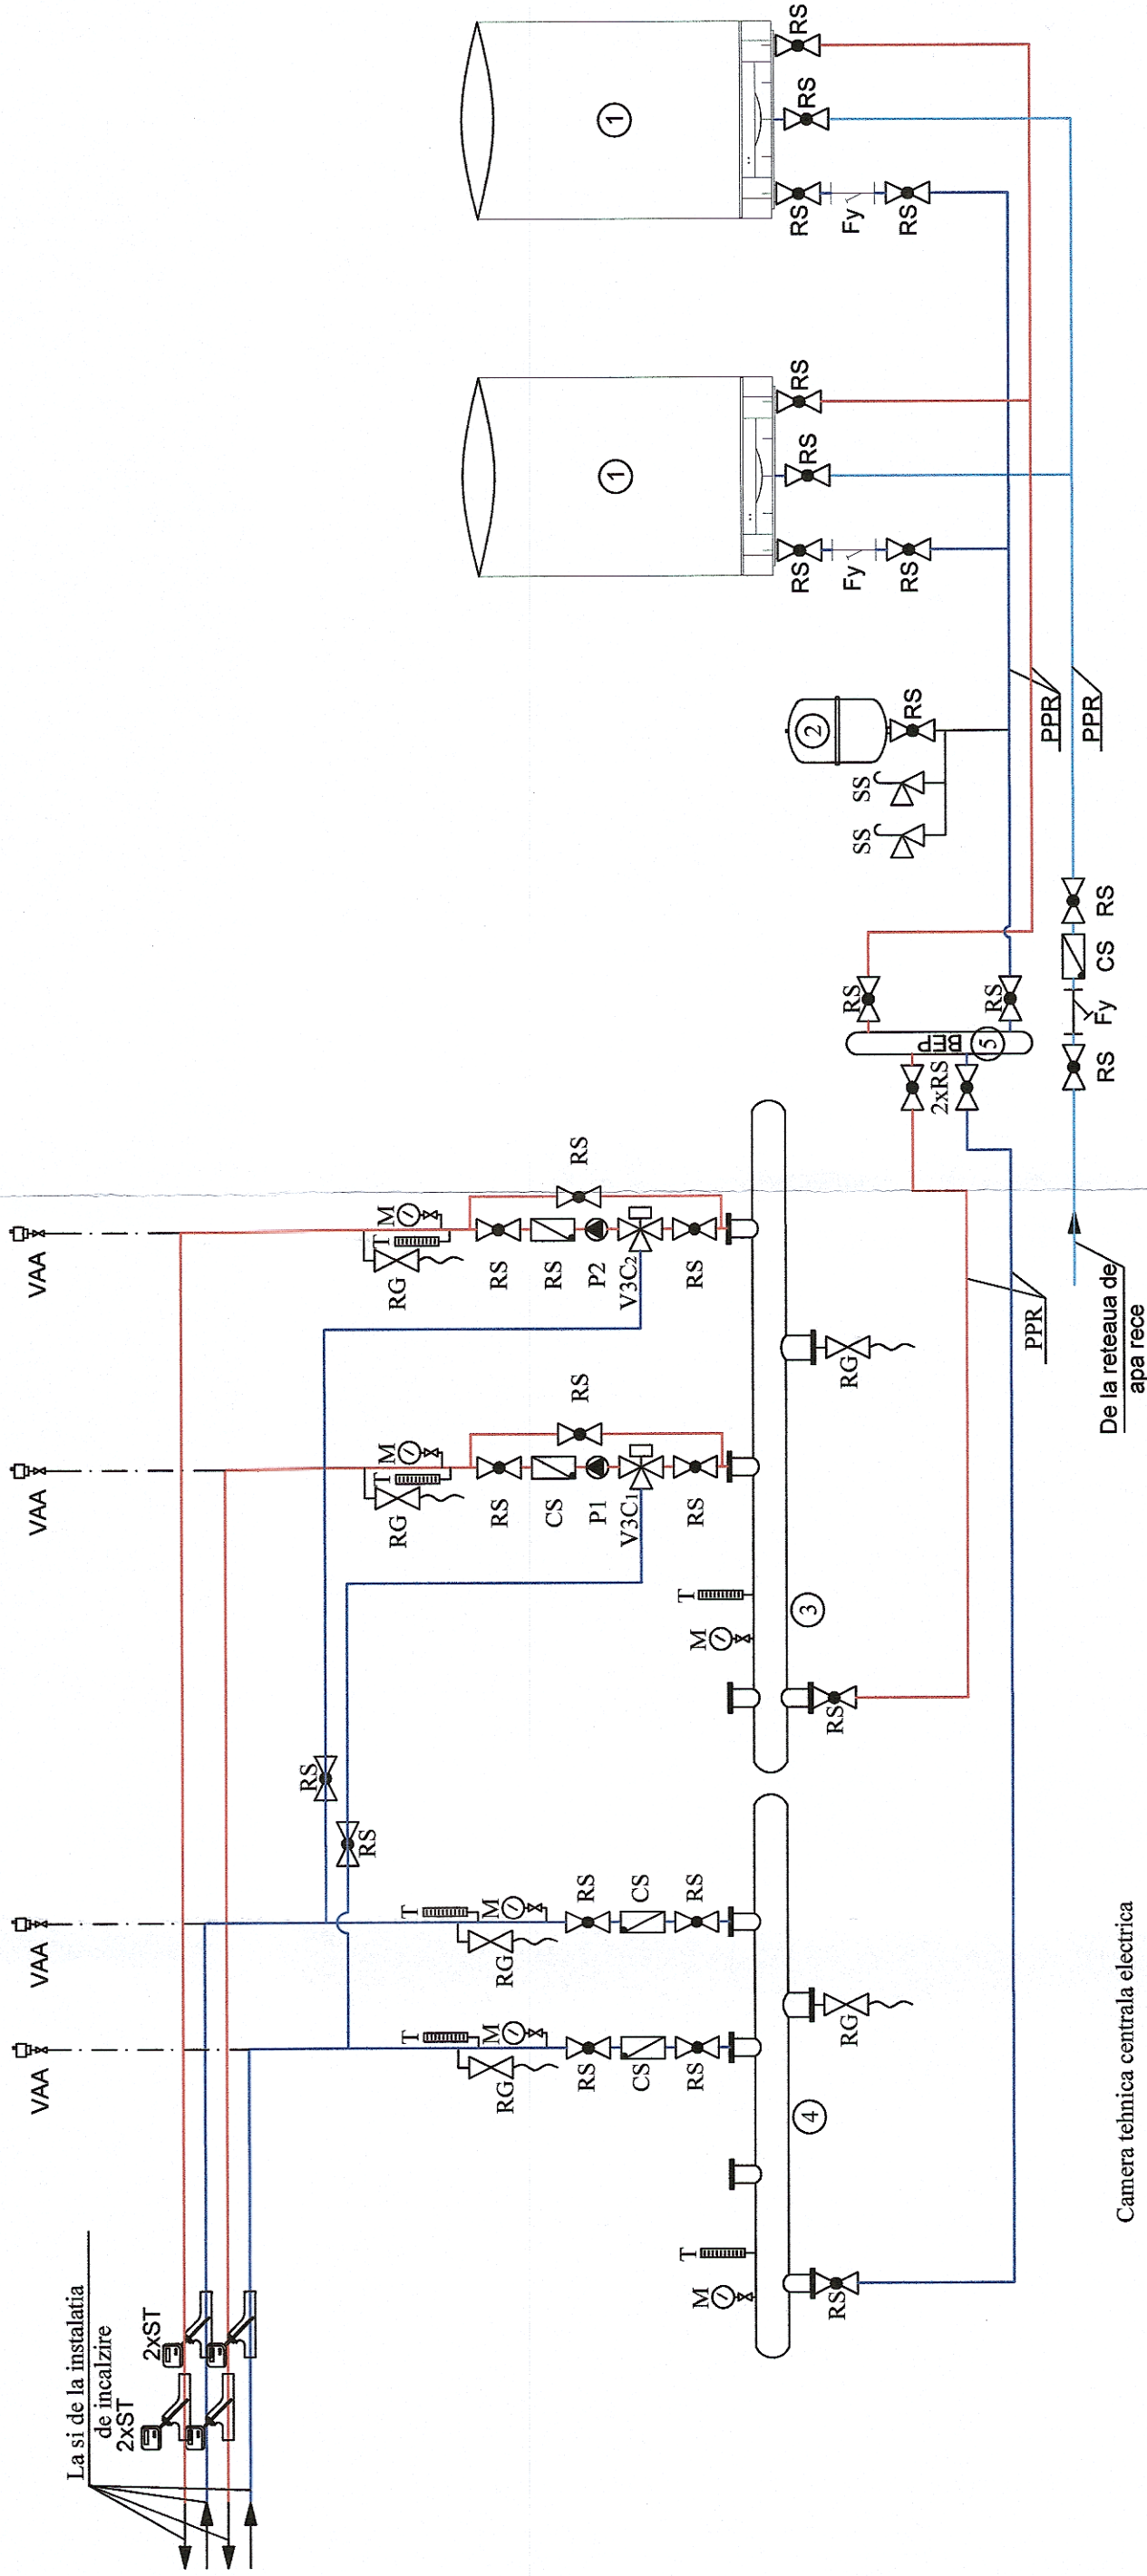 VAA
VAA
VAA
VAA
La si de la instalatia
de incalzire
2xST
2xST
RS
RS
T
M
RG
T
M
RG
T
M
RG
T
M
RG
RS
CS
RS
RS
CS
RS
RS
CS
P1
V3C1
RS
RS
RS
RS
P2
V3C2
RS
RS
M
T
4
RG
RS
M
T
3
RG
RS
RS
RS
BEP
5
2xRS
PPR
SS
SS
2
RS
1
RS
Fy
RS
RS
RS
1
RS
Fy
RS
RS
RS
PPR
PPR
RS
Fy
CS
RS
De la reteaua de
apa rece
Camera tehnica centrala electrica